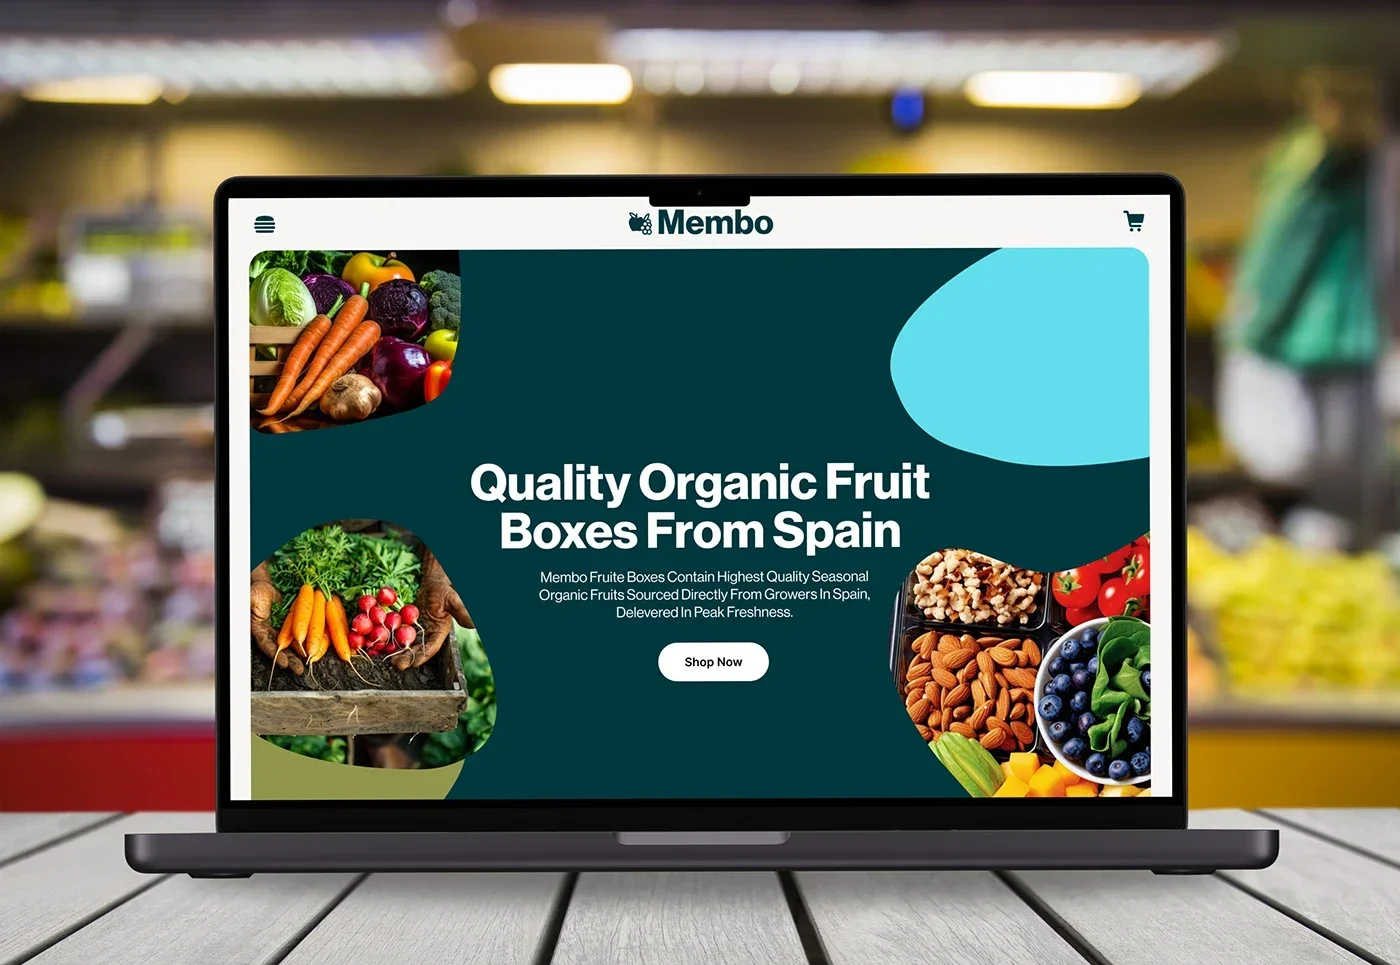 Membo
Quality Organic Fruit
Boxes From Spain
Membo Fruite Boxes Contain Highest Quality Seasonal
Organic Fruits Sourced Directly From Growers In Spain,
Delevered In Peak Freshness.
Shop Now